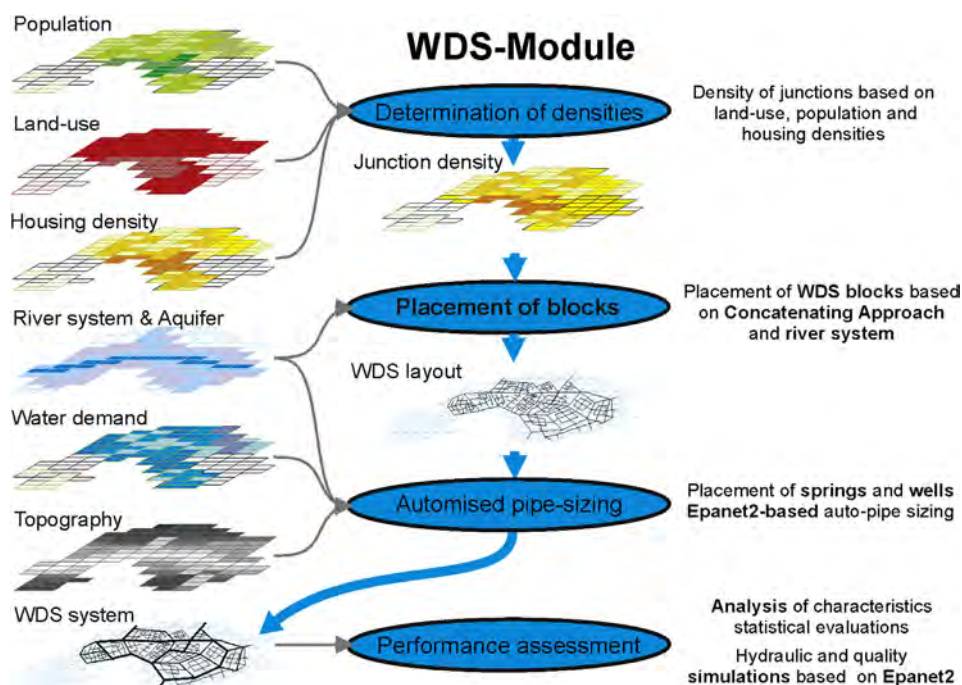 Population
WDS-Module
Determination of densities
Density of junctions based on
land-use, population and
housing densities
Land-use
Junction density
Housing density
River system & Aquifer
Placement of blocks
Placement of WDS blocks based
on Concatenating Approach
and river system
WDS layout
Water demand
Automised pipe-sizing
Placement of springs and wells
Epanet2-based auto-pipe sizing
Topography
WDS system
Performance assessment
Analysis of characteristics
statistical evaluations
Hydraulic and quality
simulations based on Epanet2